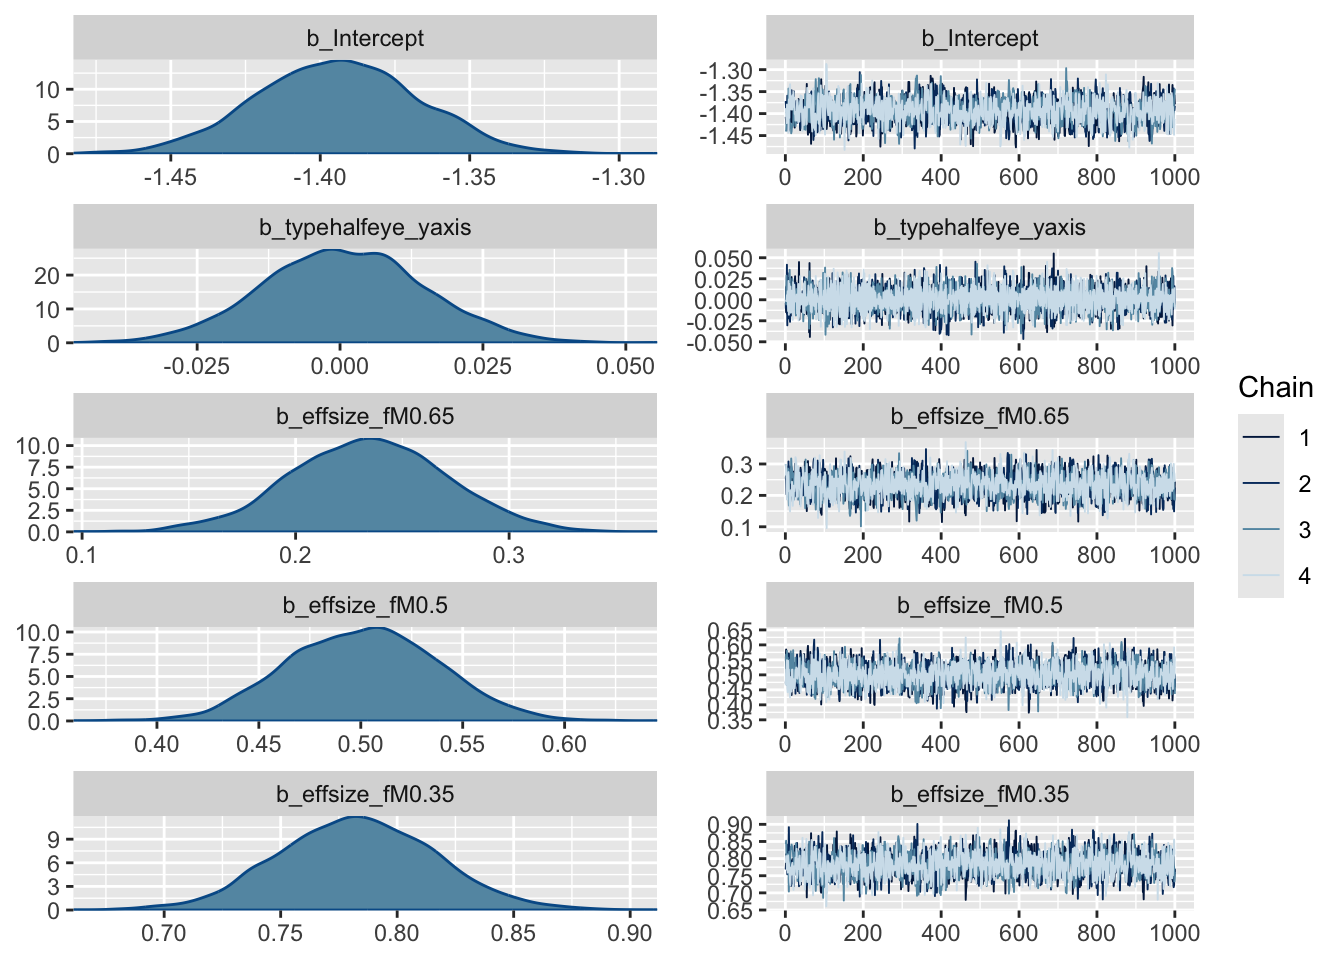 b_Intercept
10
5
0
-1.45 -1.40 -1.35 -1.30
b_Intercept
-1.30
-1.35
-1.40
-1.45
0 200 400 600 800 1000
b_typehalfeye_yaxis
20
10
0
-0.025 0.000 0.025 0.050
b_typehalfeye_yaxis
0.050
0.025
0.000
-0.025
-0.050
0 200 400 600 800 1000
b_effsize_fM0.65
10.0
7.5
5.0
2.5
0.0
0.1 0.2 0.3
b_effsize_fM0.65
0.3
0.2
0.1
0 200 400 600 800 1000
b_effsize_fM0.5
10.0
7.5
5.0
2.5
0.0
0.40 0.45 0.50 0.55 0.60
b_effsize_fM0.5
0.65
0.60
0.55
0.50
0.45
0.40
0.35
0 200 400 600 800 1000
b_effsize_fM0.35
9
6
3
0
0.70 0.75 0.80 0.85 0.90
b_effsize_fM0.35
0.90
0.85
0.80
0.75
0.70
0.65
0 200 400 600 800 1000
Chain
1
2
3
4